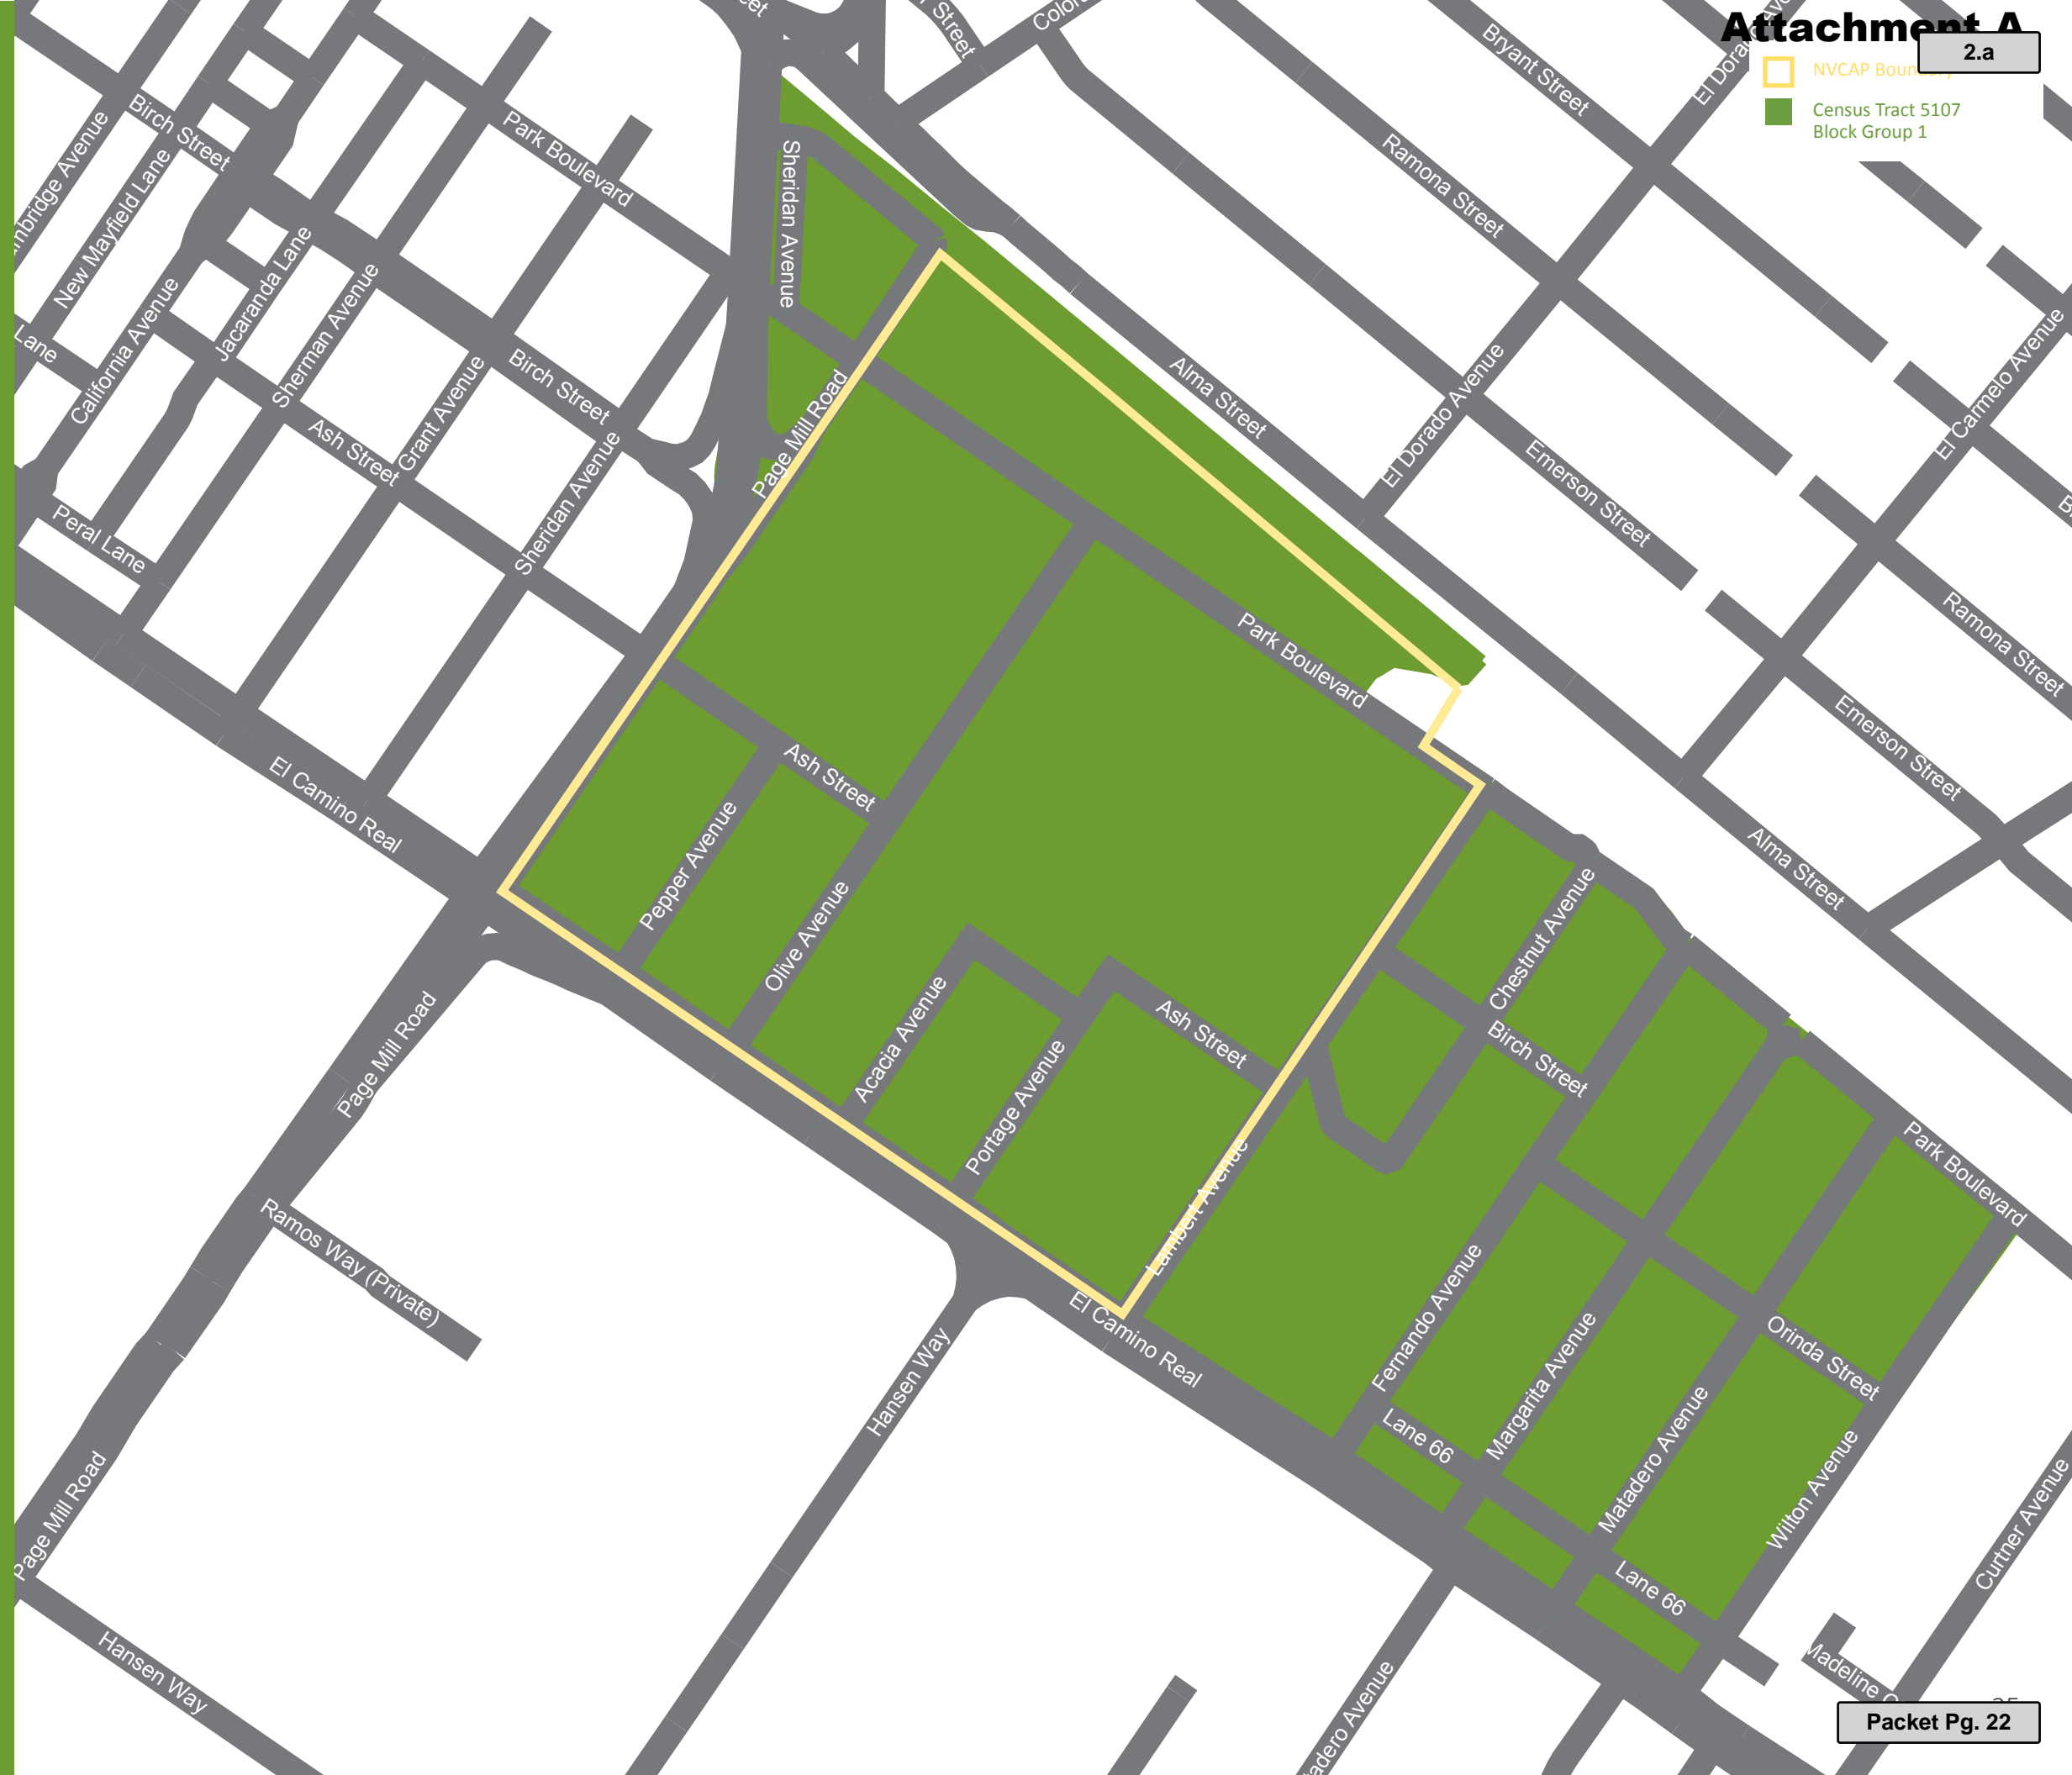 Attachment A
2.a
NVCAP Boundary
Census Tract 5107
Block Group 1
Street
Bryant Street
Ramona Street
Birch Street
New Mayfield Lane
Park Boulevard
Sheridan Avenue
Jacaranda Lane
California Avenue
Sherman Avenue
Lane
Grant Avenue
Birch Street
Ash Street
Sheridan Avenue
Peral Lane
Page Mill Road
Alma Street
El Dorado Avenue
El Carmelo Avenue
Emerson Street
Ramona Street
Emerson Street
Park Boulevard
El Camino Real
Ash Street
Pepper Avenue
Olive Avenue
Alma Street
Chestnut Avenue
Birch Street
Acacia Avenue
Portage Avenue
Ash Street
Page Mill Road
Lambert Avenue
Park Boulevard
Ramos Way (Private)
El Camino Real
Hansen Way
Fernando Avenue
Margarita Avenue
Orinda Street
Lane 66
Matadero Avenue
Wilton Avenue
Curtner Avenue
Page Mill Road
Lane 66
Hansen Way
Packet Pg. 22